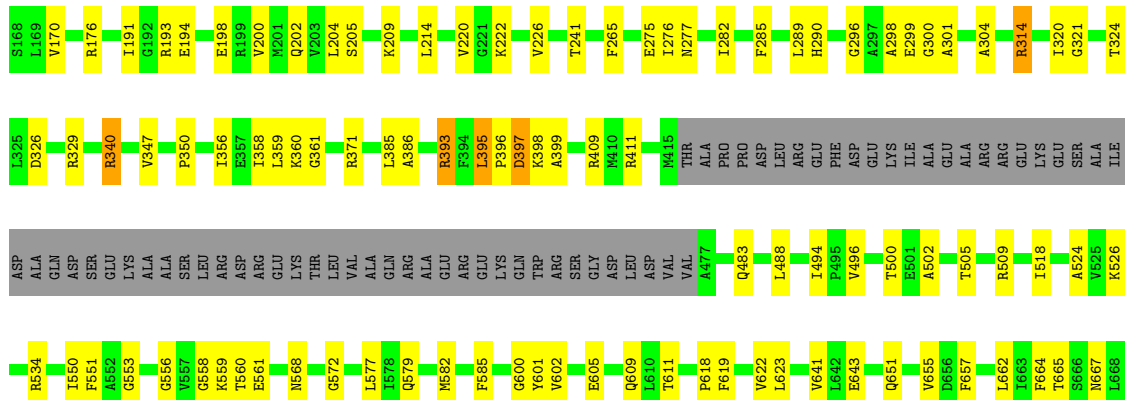 S168 L169 V170 R176 I191 G192 R193 E194 E198 R199 V200 M201 Q202 V203 L204 S205 K209 L214 V220 G221 K222 V226 T241 F265 E275 I276 N277 I282 F285 L289 H290 G296 A297 A298 E299 G300 A301 A304 R314 I320 G321 T324
L325 D326 R329 R340 V347 P350 I356 E357 I358 L359 K360 G361 R371 L385 A386 R393 F394 L395 P396 D397 K398 A399 R409 M410 R411 M415 THR ALA PRO PRO ASP LEU ARG GLU PHE ASP GLU LYS ILE ALA GLU ALA ARG ARG GLU LYS GLU SER ALA ILE
ASP ALA GLN ASP SER GLU LYS ALA ALA SER LEU ARG ASP ARG GLU LYS THR LEU VAL ALA GLN ARG ALA GLU ARG GLU LYS GLN TRP ARG SER GLY ASP LEU ASP VAL VAL A477 Q483 L488 I494 P495 V496 T500 E501 A502 T505 R509 I518 A524 V525 K526
R534 I550 F551 A552 G553 G556 V557 G558 K559 T560 E561 N568 G572 L577 I578 Q579 M582 F585 G600 Y601 V602 E605 Q609 L610 T611 P618 F619 V622 L623 V641 L642 E643 Q651 V655 D656 F657 L662 I663 F664 T665 S666 N667 L668